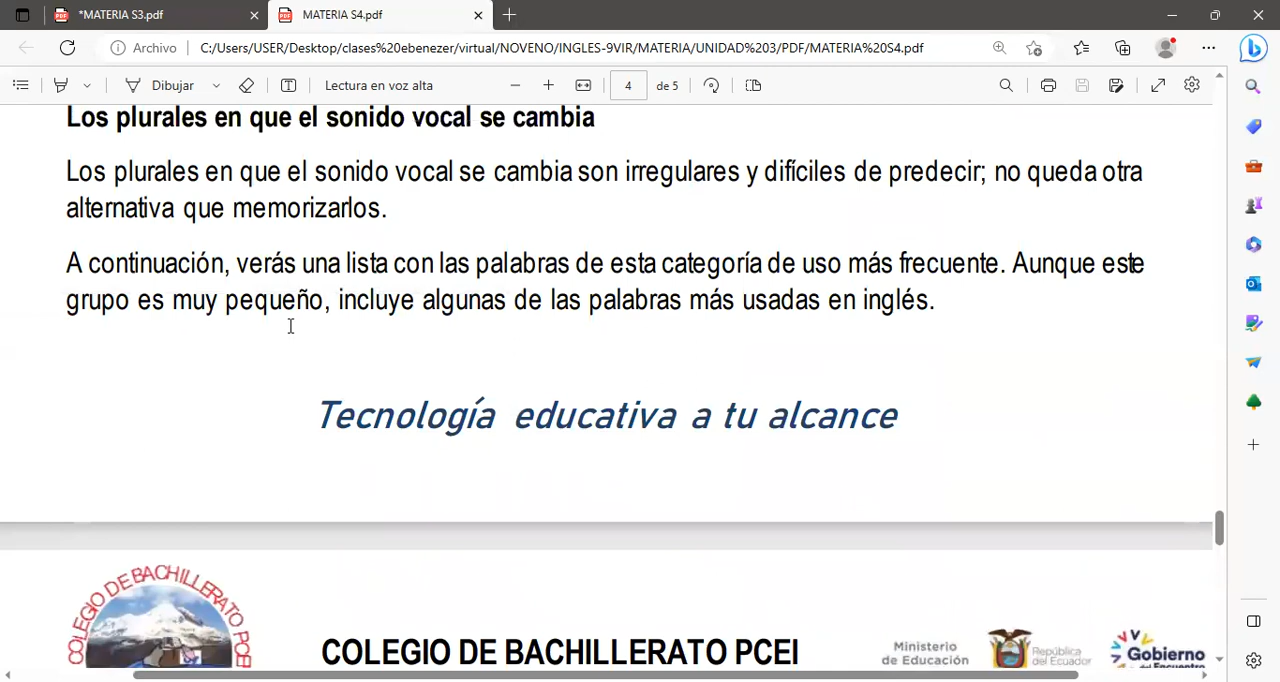 *MATERIA S3.pdf
MATERIA S4.pdf
Archivo
C:/Users/USER/Desktop/clases%20ebenezer/virtual/NOVENO/INGLES-9VIR/MATERIA/UNIDAD%203/PDF/MATERIA%20S4.pdf
Dibujar
Lectura en voz alta
4 de 5
Los plurales en que el sonido vocal se cambia
Los plurales en que el sonido vocal se cambia son irregulares y difíciles de predecir; no queda otra
alternativa que memorizarlos.
A continuación, verás una lista con las palabras de esta categoría de uso más frecuente. Aunque este
grupo es muy pequeño, incluye algunas de las palabras más usadas en inglés.
Tecnología educativa a tu alcance
COLEGIO DE BACHILLERATO PCEI
COLEGIO DE BACHILLERATO PCEI
Ministerio
de Educación
República
del Ecuador
Gobierno
del Encuentro